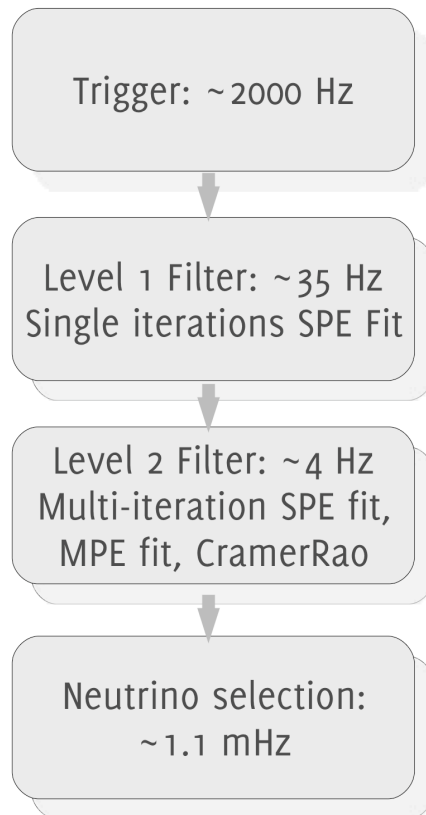 Trigger: ~2000 Hz
Level 1 Filter: ~35 Hz
Single iterations SPE Fit
Level 2 Filter: ~4 Hz
Multi-iteration SPE fit,
MPE fit, CramerRao
Neutrino selection:
~1.1 mHz